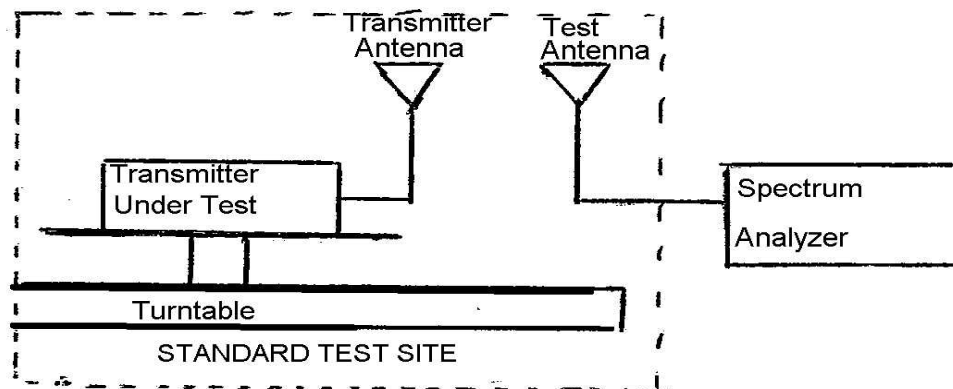 Transmitter
Antenna
Test
Antenna
Transmitter
Under Test
Spectrum
Analyzer
Turntable
STANDARD TEST SITE